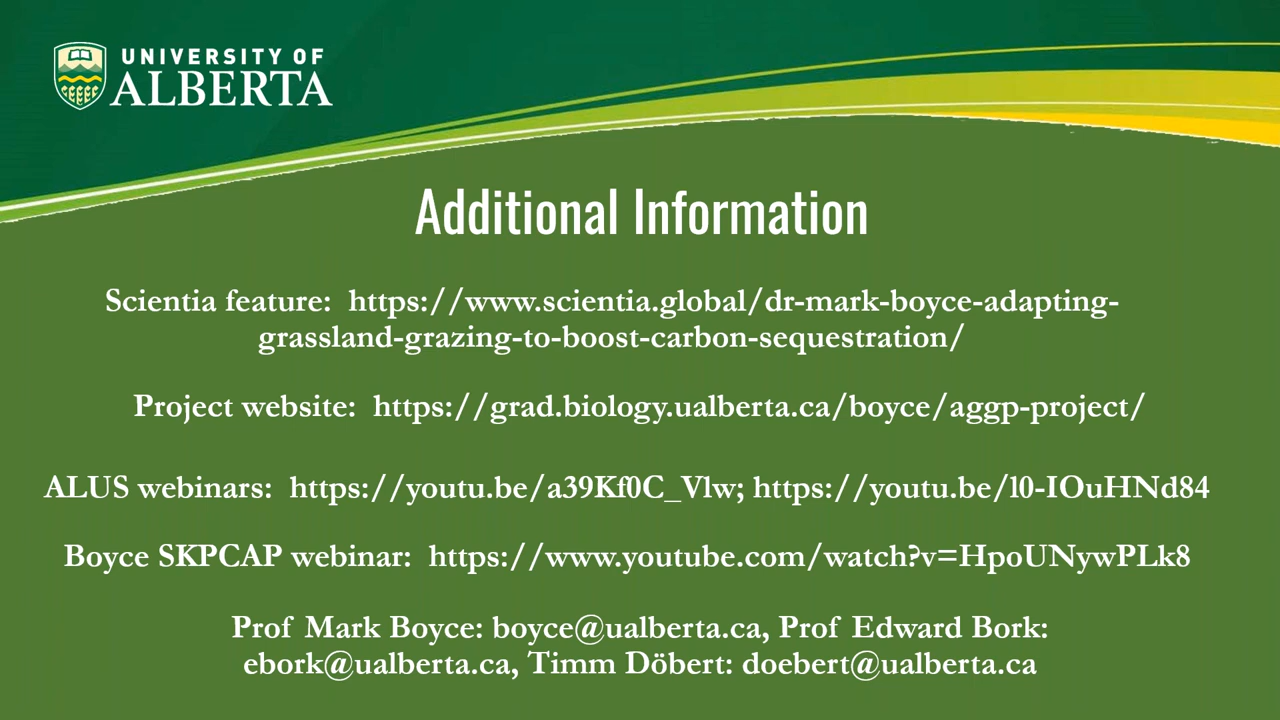 UNIVERSITY OF
ALBERTA
Additional Information
Scientia feature:  https://www.scientia.global/dr-mark-boyce-adapting-
grassland-grazing-to-boost-carbon-sequestration/
Project website:  https://grad.biology.ualberta.ca/boyce/aggp-project/
ALUS webinars:  https://youtu.be/a39Kf0C_Vlw; https://youtu.be/l0-IOuHNd84
Boyce SKPCAP webinar:  https://www.youtube.com/watch?v=HpoUNywPLk8
Prof Mark Boyce: boyce@ualberta.ca, Prof Edward Bork:
ebork@ualberta.ca, Timm Döbert: doebert@ualberta.ca